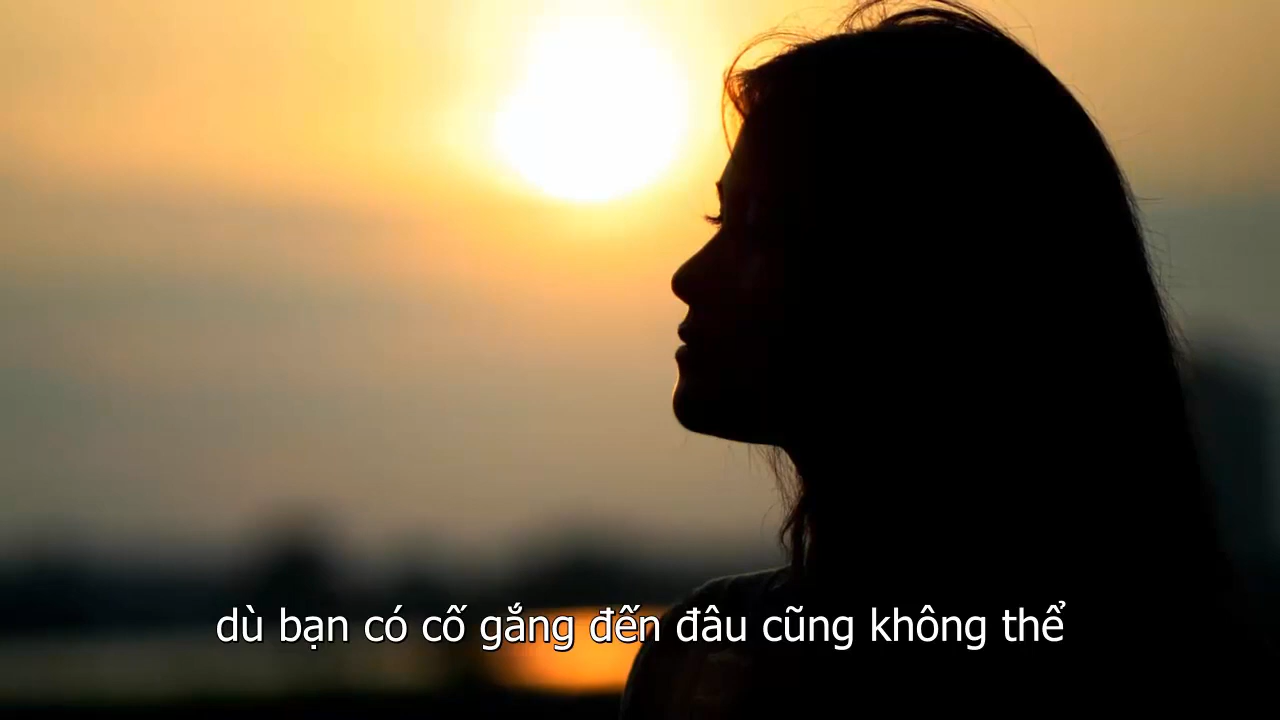 dù bạn có cố gắng đến đâu cũng không thể